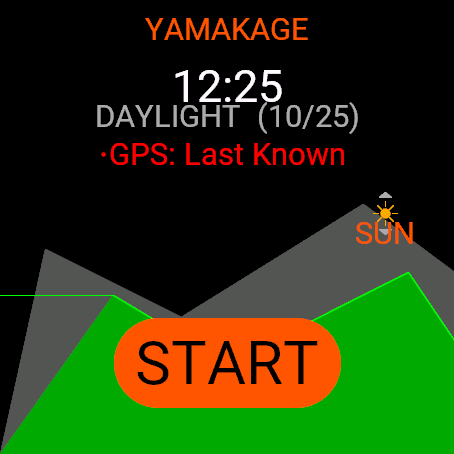 YAMAKAGE
12:25
DAYLIGHT (10/25)
·GPS: Last Known
SUN
START